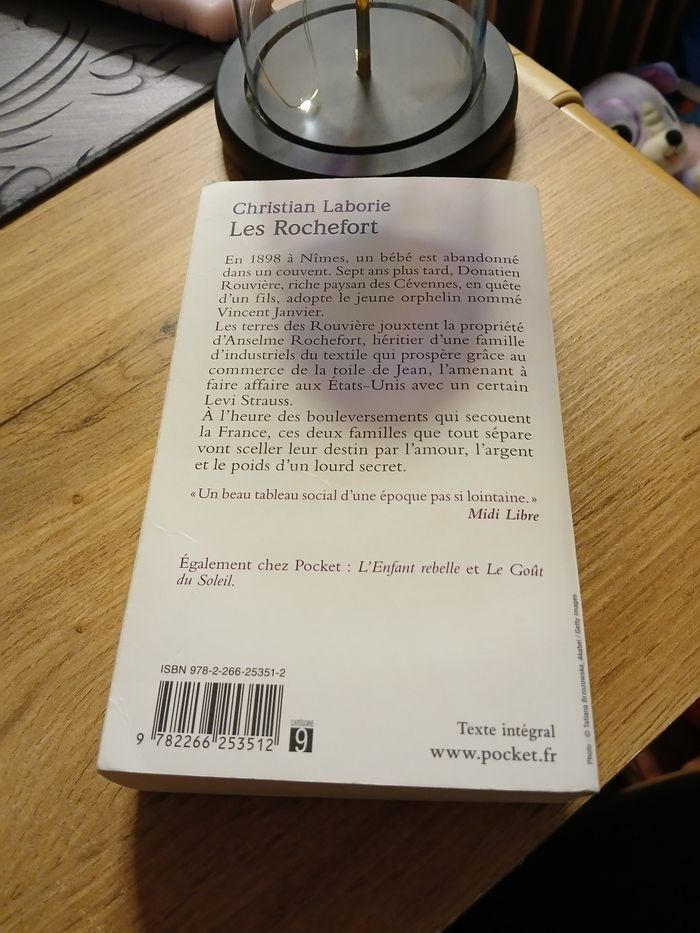 Christian Laborie
Les Rochefort
En 1898 à Nîmes, un bébé est abandonné
dans un couvent. Sept ans plus tard, Donatien
Rouvière, riche paysan des Cévennes, en quête
d'un fils, adopte le jeune orphelin nommé
Vincent Janvier.
Les terres des Rouvière jouxtent la propriété
d'Anselme Rochefort, héritier d'une famille
d'industriels du textile qui prospère grâce au
commerce de la toile de Jean, l'amenant à
faire affaire aux États-Unis avec un certain
Levi Strauss.
À l'heure des bouleversements qui secouent
la France, ces deux familles que tout sépare
vont sceller leur destin par l'amour, l'argent
et le poids d'un lourd secret.
« Un beau tableau social d'une époque pas si lointaine. »
Midi Libre
Également chez Pocket : L'Enfant rebelle et Le Goût
du Soleil.
ISBN 978-2-266-25351-2
9 782266 253512
CATÉGORIE
9
Texte intégral
www.pocket.fr
Photo : © Tatiana Brzozowska, Akabei / Getty Images